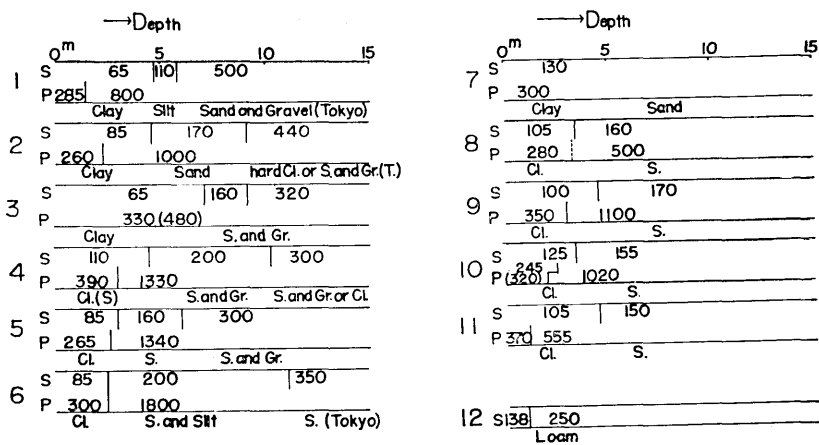 →Depth
0m 5 10 15
1 S 65 110 500
P 285 800
Clay Silt Sand and Gravel (Tokyo)
2 S 85 170 440
P 260 1000
Clay Sand hard Cl. or S. and Gr. (T.)
3 S 65 160 320
P 330 (480)
Clay S. and Gr.
4 S 110 200 300
P 390 1330
Cl. (S) S. and Gr. S. and Gr. or Cl.
5 S 85 160 300
P 265 1340
Cl. S. S. and Gr.
6 S 85 200 350
P 300 1800
Cl. S. and Silt S. (Tokyo)
→Depth
0m 5 10 15
7 S 130
P 300
Clay Sand
8 S 105 160
P 280 500
Cl. S.
9 S 100 170
P 350 1100
Cl. S.
10 S 125 155
245
P (320) 1020
Cl. S.
11 S 105 150
P 370 555
Cl. S.
12 S 138 250
Loam